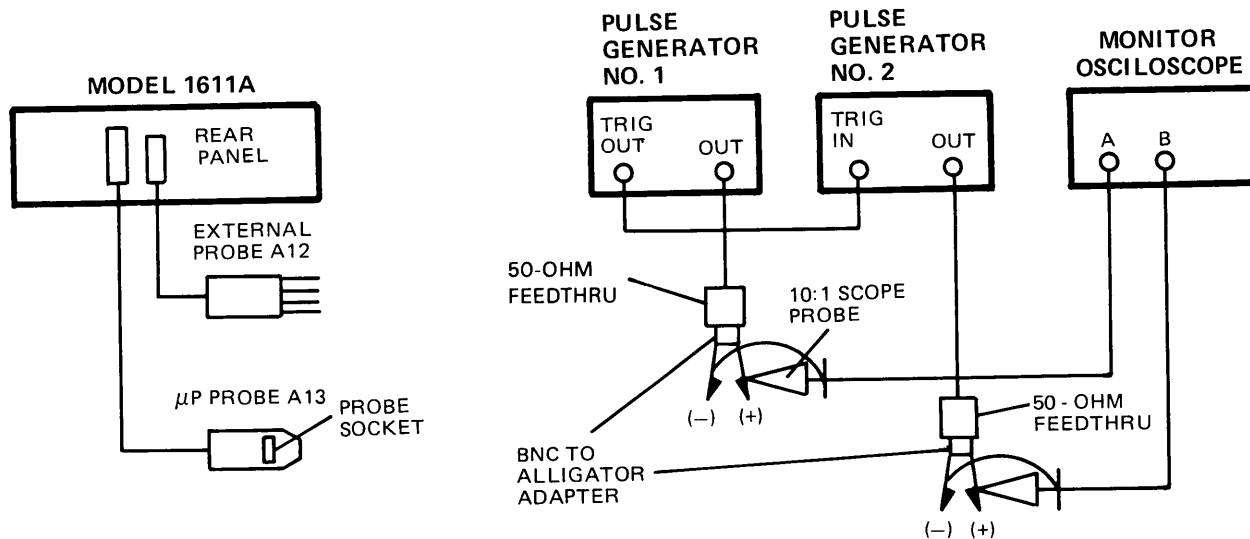 MODEL 1611A
REAR
PANEL
EXTERNAL
PROBE A12
μP PROBE A13
PROBE
SOCKET
PULSE
GENERATOR
NO. 1
TRIG
OUT
OUT
PULSE
GENERATOR
NO. 2
TRIG
IN
OUT
MONITOR
OSCILOSCOPE
A
B
50-OHM
FEEDTHRU
10:1 SCOPE
PROBE
(−)
(+)
50 - OHM
FEEDTHRU
BNC TO
ALLIGATOR
ADAPTER
(−)
(+)